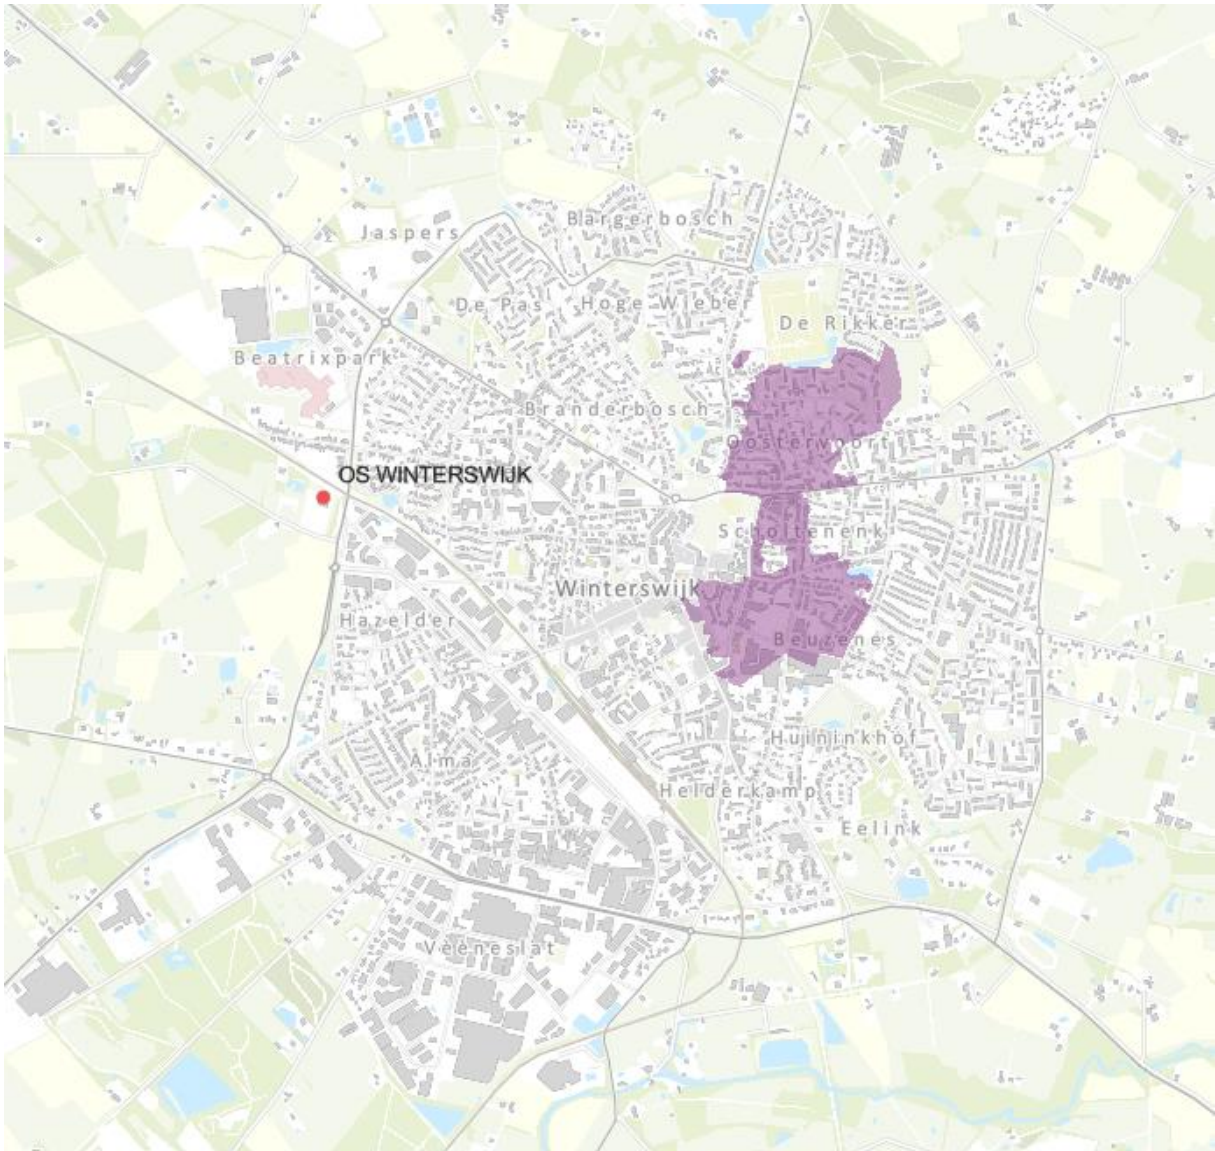 Bargerbosch
Jaspers
De Pas
Hoge Wieber
De Rikker
Beatrixpark
Branderbosch
Oostervoort
OS WINTERSWIJK
Scholtenenk
Winterswijk
Hazelder
Beuzenes
Huininkhof
Alma
Helderkamp
Eelink
Veeneslat